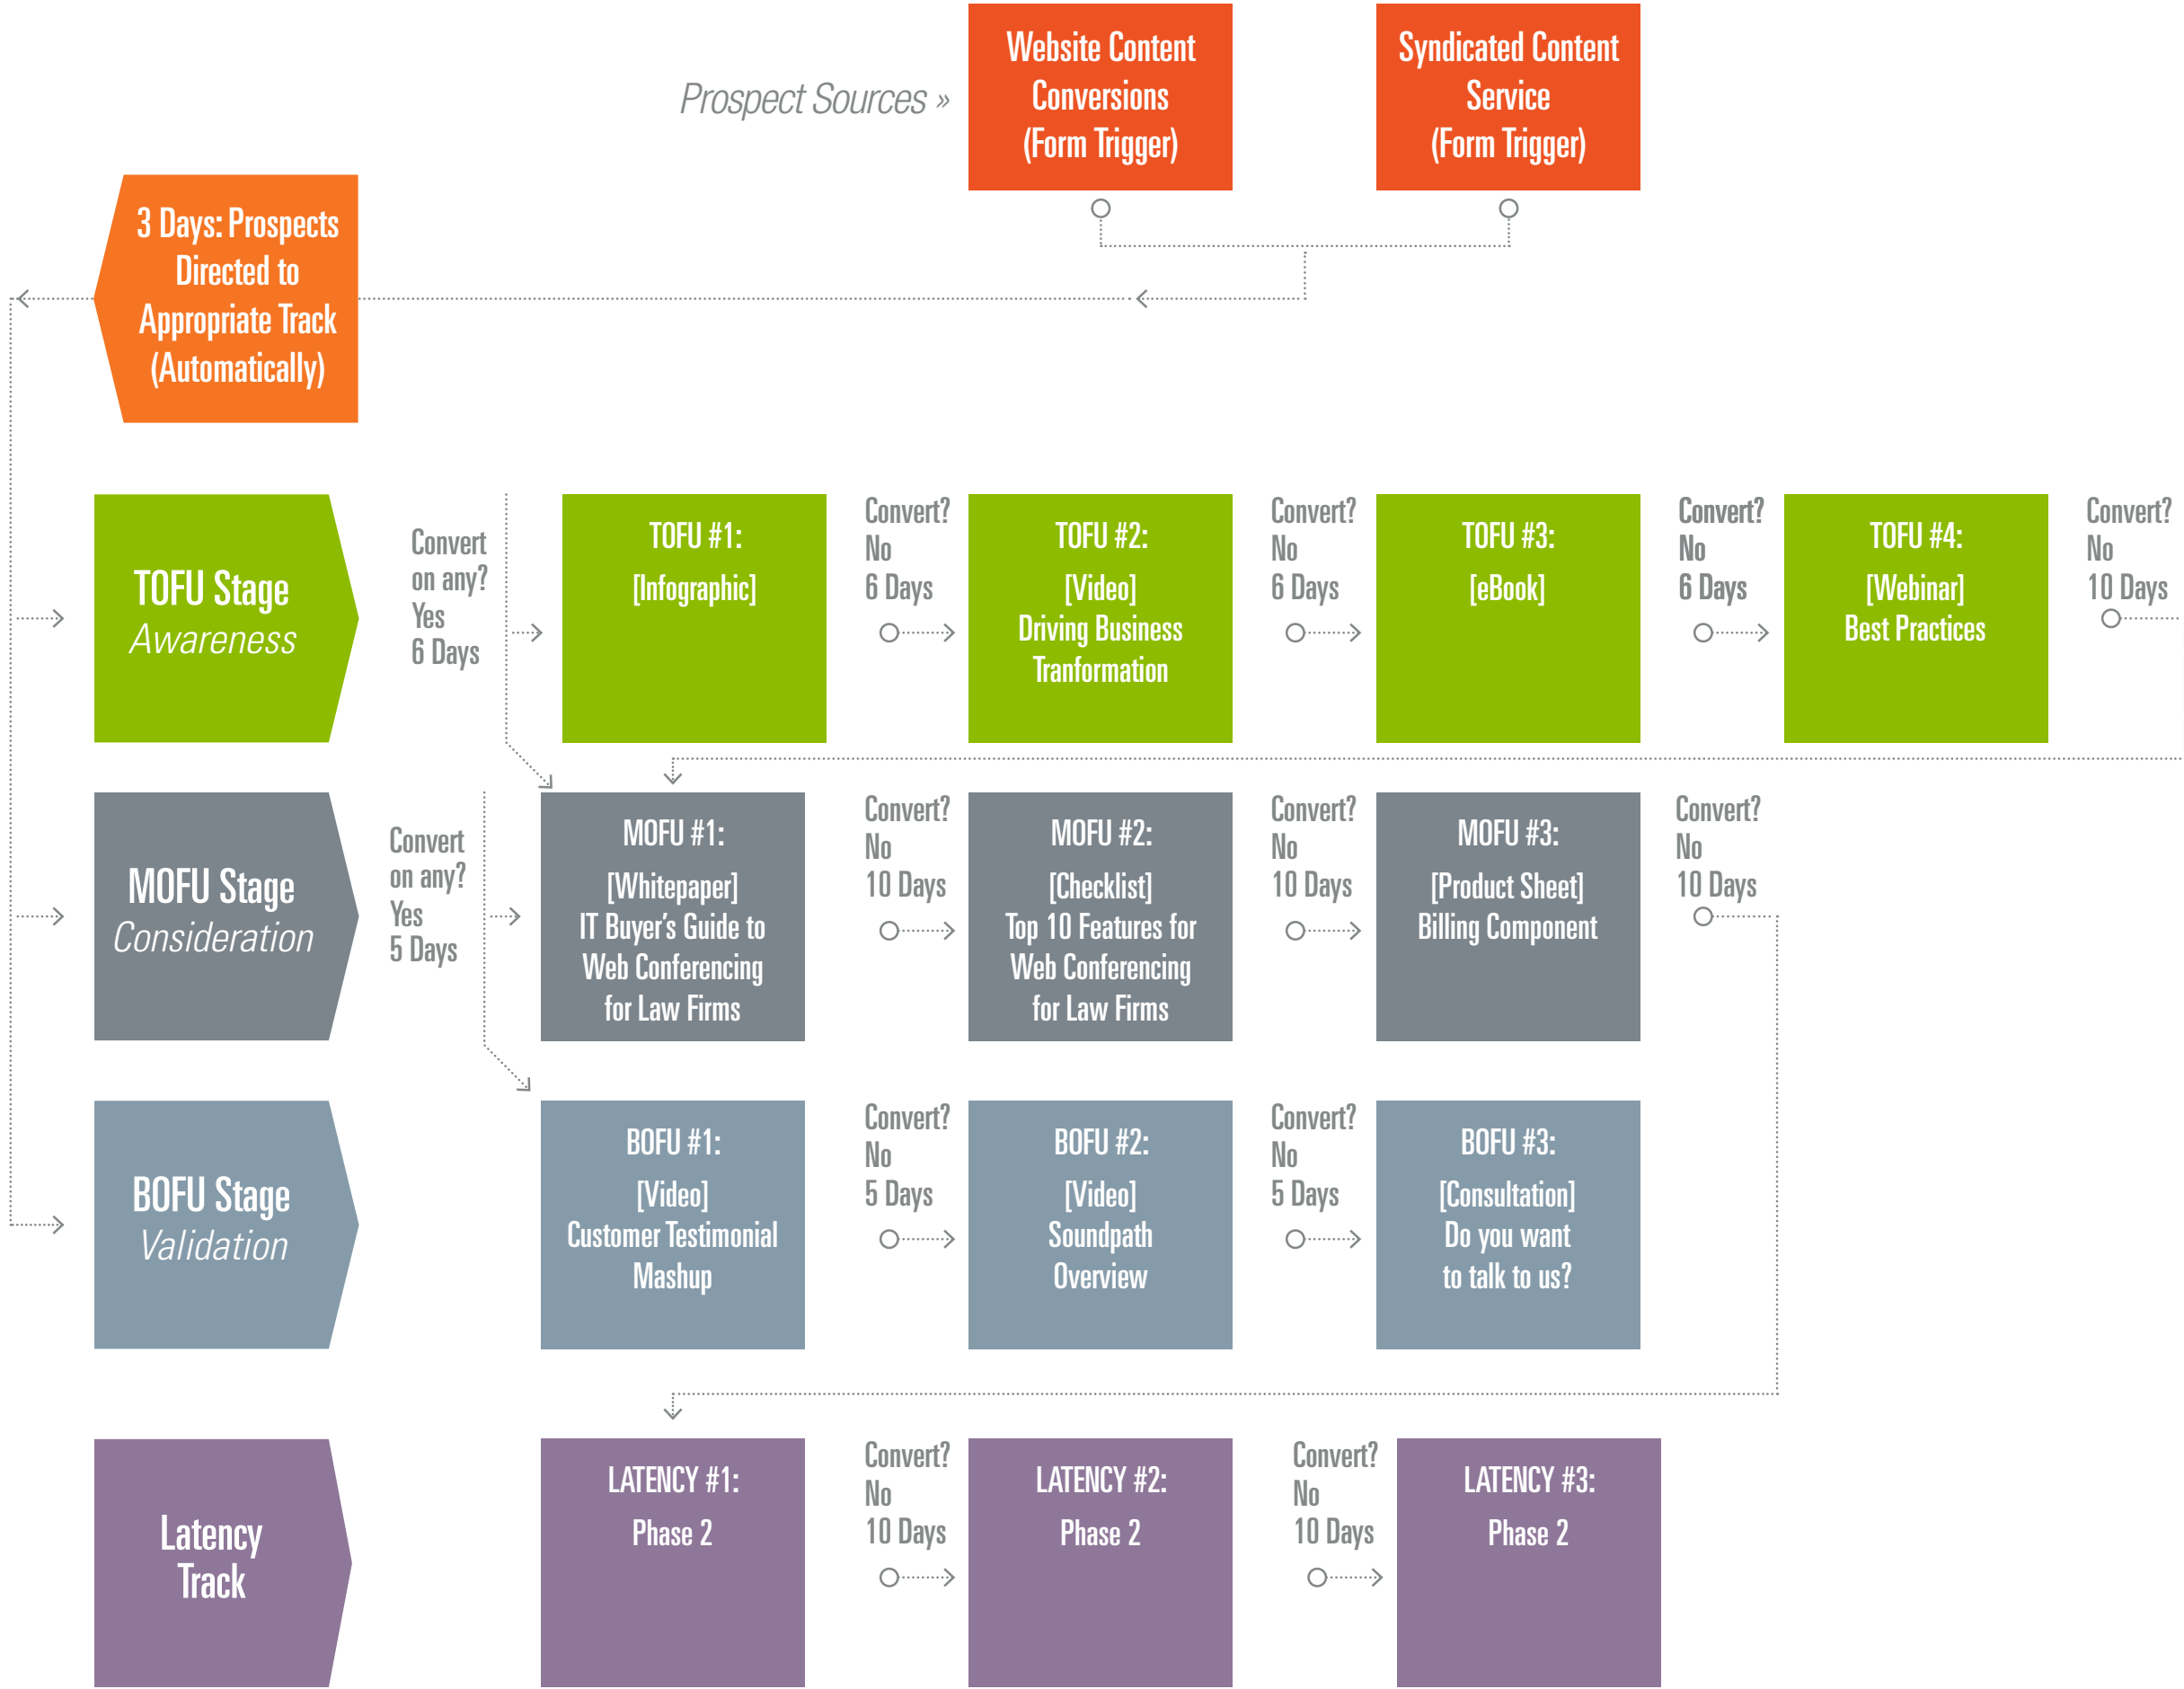 Prospect Sources »
Website Content
Conversions
(Form Trigger)
Syndicated Content
Service
(Form Trigger)
3 Days: Prospects
Directed to
Appropriate Track
(Automatically)
TOFU Stage
Awareness
Convert
on any?
Yes
6 Days
TOFU #1:
[Infographic]
Convert?
No
6 Days
TOFU #2:
[Video]
Driving Business
Tranformation
Convert?
No
6 Days
TOFU #3:
[eBook]
Convert?
No
6 Days
TOFU #4:
[Webinar]
Best Practices
Convert?
No
10 Days
MOFU Stage
Consideration
Convert
on any?
Yes
5 Days
MOFU #1:
[Whitepaper]
IT Buyer’s Guide to
Web Conferencing
for Law Firms
Convert?
No
10 Days
MOFU #2:
[Checklist]
Top 10 Features for
Web Conferencing
for Law Firms
Convert?
No
10 Days
MOFU #3:
[Product Sheet]
Billing Component
Convert?
No
10 Days
BOFU Stage
Validation
BOFU #1:
[Video]
Customer Testimonial
Mashup
Convert?
No
5 Days
BOFU #2:
[Video]
Soundpath
Overview
Convert?
No
5 Days
BOFU #3:
[Consultation]
Do you want
to talk to us?
Latency
Track
LATENCY #1:
Phase 2
Convert?
No
10 Days
LATENCY #2:
Phase 2
Convert?
No
10 Days
LATENCY #3:
Phase 2